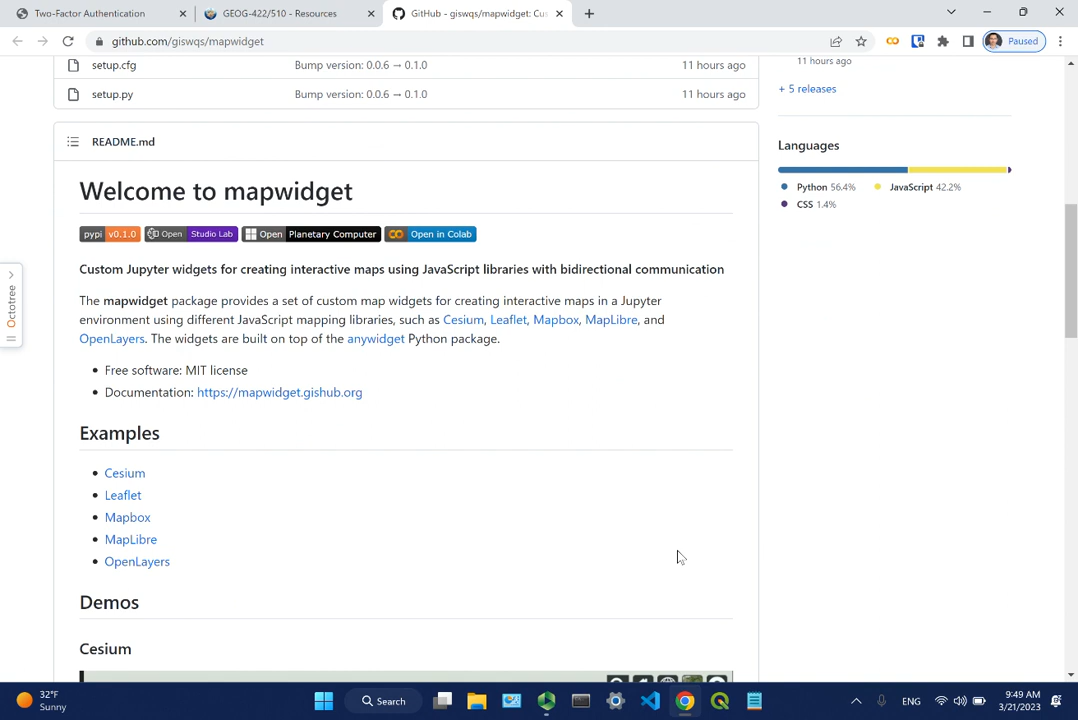 Two-Factor Authentication
GEOG-422/510 - Resources
GitHub - giswqs/mapwidget: Cus
github.com/giswqs/mapwidget
Paused
setup.cfg Bump version: 0.0.6 → 0.1.0 11 hours ago
setup.py Bump version: 0.0.6 → 0.1.0 11 hours ago
11 hours ago
+ 5 releases
Languages
Python 56.4% JavaScript 42.2%
CSS 1.4%
README.md
Welcome to mapwidget
pypi v0.1.0 Open Studio Lab Open Planetary Computer Open in Colab
Custom Jupyter widgets for creating interactive maps using JavaScript libraries with bidirectional communication
The mapwidget package provides a set of custom map widgets for creating interactive maps in a Jupyter
environment using different JavaScript mapping libraries, such as Cesium, Leaflet, Mapbox, MapLibre, and
OpenLayers. The widgets are built on top of the anywidget Python package.
• Free software: MIT license
• Documentation: https://mapwidget.gishub.org
Examples
• Cesium
• Leaflet
• Mapbox
• MapLibre
• OpenLayers
Demos
Cesium
Octotree
32°F
Sunny
Search
ENG
9:49 AM
3/21/2023